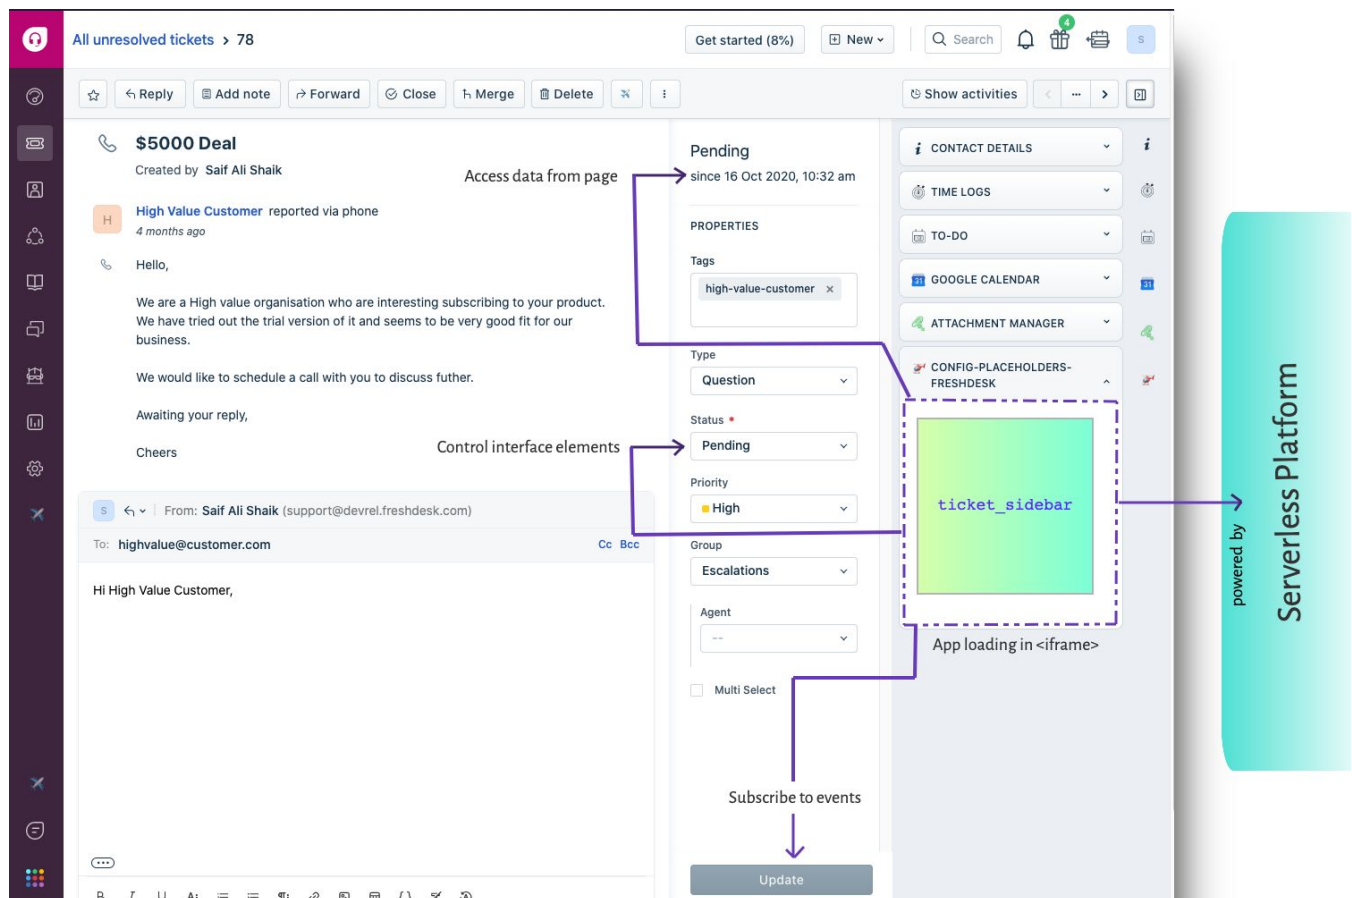 All unresolved tickets > 78
Get started (8%)
New
Search
4
S
Reply
Add note
Forward
Close
Merge
Delete
Show activities
$5000 Deal
Created by Saif Ali Shaik
H
High Value Customer reported via phone
4 months ago
Hello,
We are a High value organisation who are interesting subscribing to your product.
We have tried out the trial version of it and seems to be very good fit for our
business.
We would like to schedule a call with you to discuss futher.
Awaiting your reply,
Cheers
S
From: Saif Ali Shaik (support@devrel.freshdesk.com)
To: highvalue@customer.com
Cc Bcc
Hi High Value Customer,
Access data from page
Control interface elements
Subscribe to events
Pending
since 16 Oct 2020, 10:32 am
PROPERTIES
Tags
high-value-customer ×
Type
Question
Status *
Pending
Priority
High
Group
Escalations
Agent
--
Multi Select
Update
CONTACT DETAILS
TIME LOGS
TO-DO
31 GOOGLE CALENDAR
ATTACHMENT MANAGER
CONFIG-PLACEHOLDERS-
FRESHDESK
ticket_sidebar
App loading in <iframe>
i
31
powered by
Serverless Platform